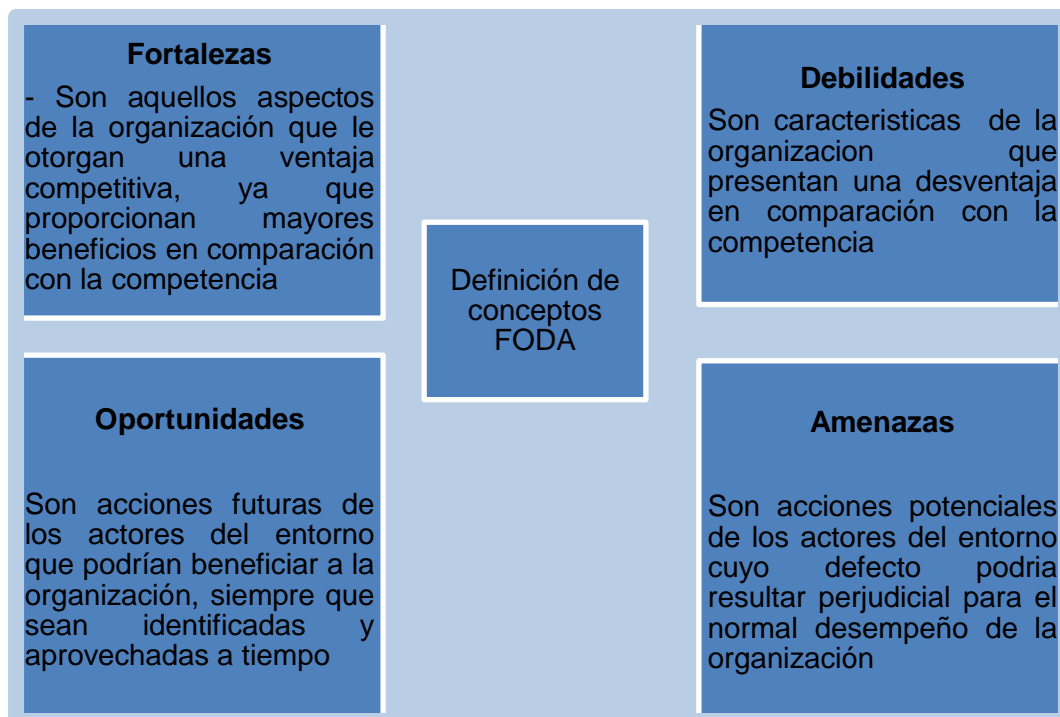 Fortalezas
- Son aquellos aspectos
de la organización que le
otorgan una ventaja
competitiva, ya que
proporcionan mayores
beneficios en comparación
con la competencia
Debilidades
Son caracteristicas de la
organizacion que
presentan una desventaja
en comparación con la
competencia
Definición de
conceptos
FODA
Oportunidades
Son acciones futuras de
los actores del entorno
que podrían beneficiar a la
organización, siempre que
sean identificadas y
aprovechadas a tiempo
Amenazas
Son acciones potenciales
de los actores del entorno
cuyo defecto podria
resultar perjudicial para el
normal desempeño de la
organización